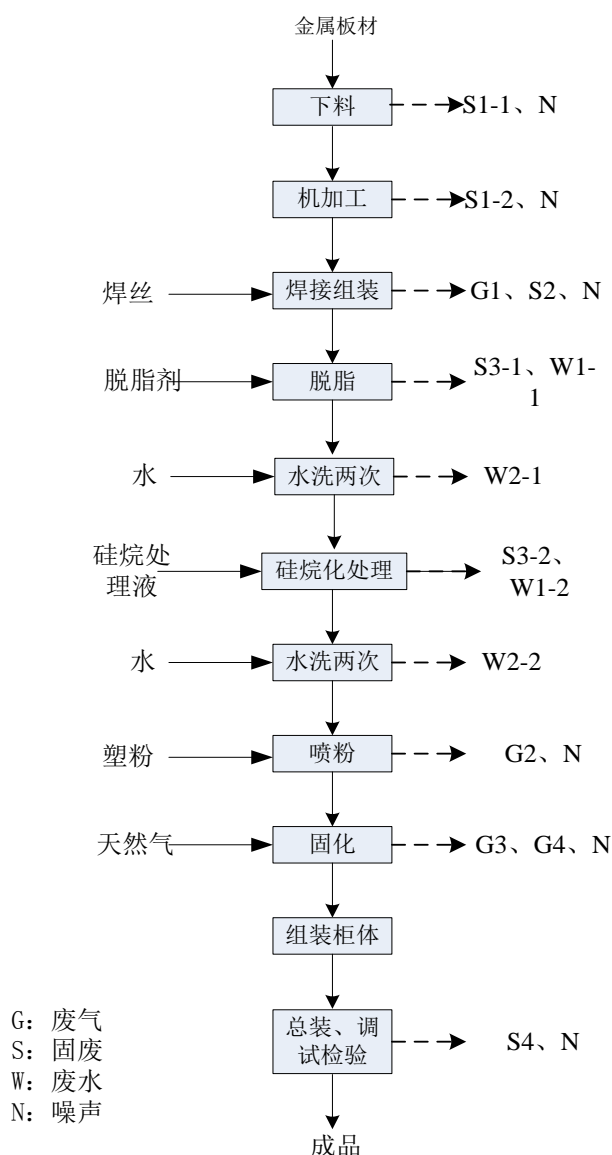 金属板材
下料
S1-1、N
机加工
S1-2、N
焊丝
焊接组装
G1、S2、N
脱脂剂
脱脂
S3-1、W1-
1
水
水洗两次
W2-1
硅烷处
理液
硅烷化处理
S3-2、
W1-2
水
水洗两次
W2-2
塑粉
喷粉
G2、N
天然气
固化
G3、G4、N
组装柜体
总装、调
试检验
S4、N
G：废气
S：固废
W：废水
N：噪声
成品